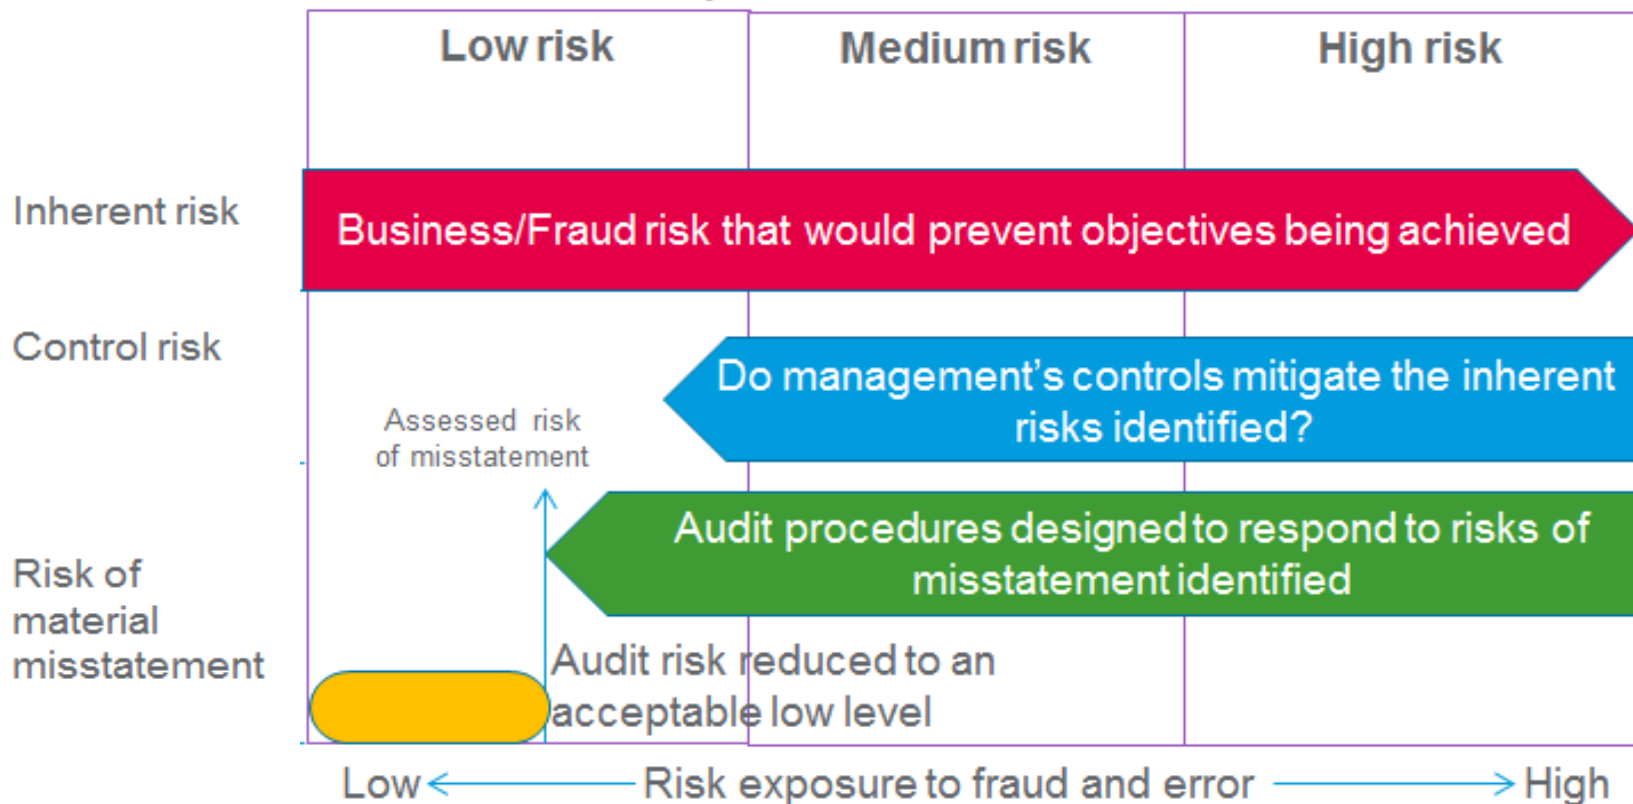 Low risk
Medium risk
High risk
Inherent risk
Business/Fraud risk that would prevent objectives being achieved
Control risk
Do management's controls mitigate the inherent
risks identified?
Assessed risk
of misstatement
Audit procedures designed to respond to risks of
misstatement identified
Risk of
material
misstatement
Audit risk reduced to an
acceptable low level
Low
Risk exposure to fraud and error
High